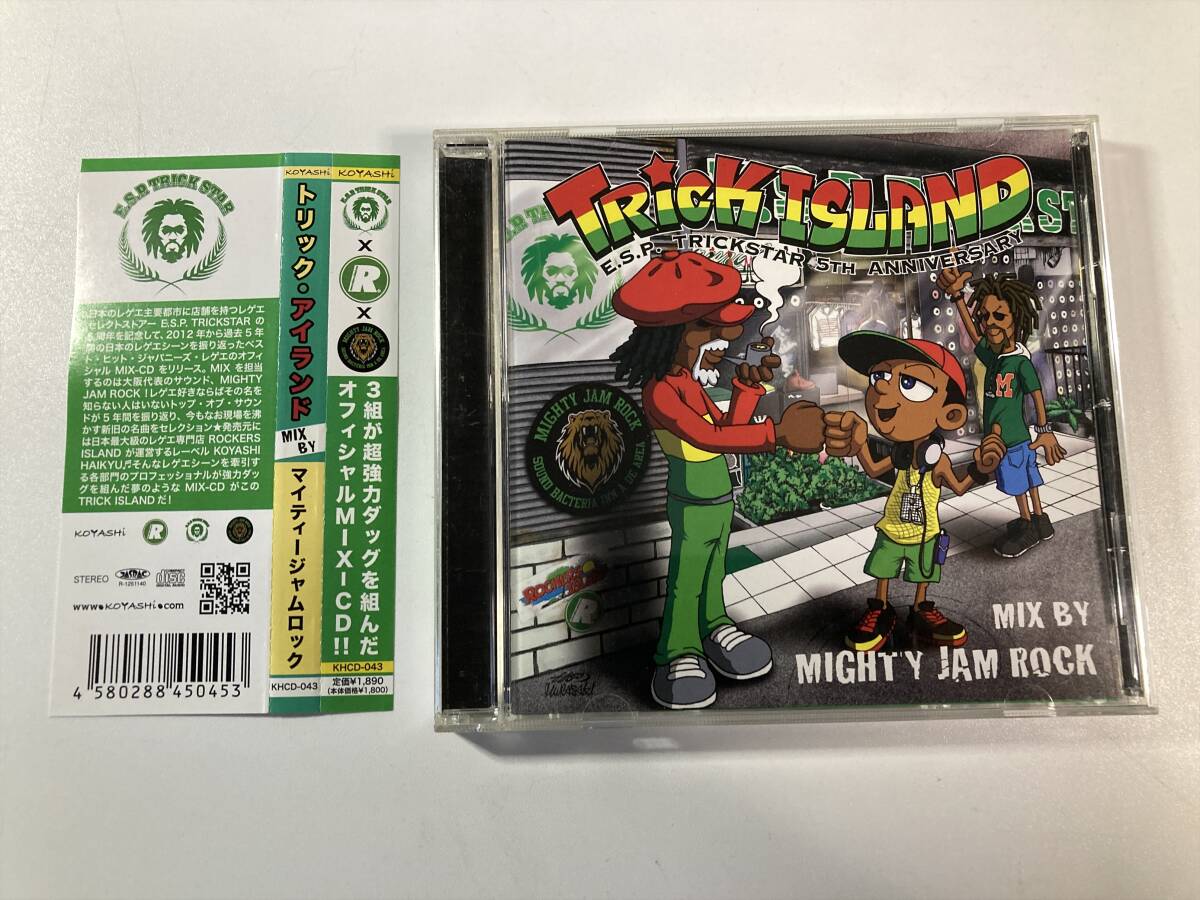 E.S.P. TRICK STAR
日本のレゲエ主要都市に店舗を持つレゲエ
セレクトストアー E.S.P. TRICKSTAR の
5周年を記念して、2012年から過去5年
間の日本のレゲエシーンを振り返ったベス
ト・ヒット・ジャパニーズ・レゲエのオフィ
シャル MIX-CD をリリース。MIX を担当
するのは大阪代表のサウンド、MIGHTY
JAM ROCK！レゲエ好きならばその名を
知らない人はいないトップ・オブ・サウン
ドが5年間を振り返り、今もなお現場を沸
かす新旧の名曲をセレクション★発売元に
は日本最大級のレゲエ専門店 ROCKERS
ISLAND が運営するレーベル KOYASHI
HAIKYU♬そんなレゲエシーンを牽引す
る各部門のプロフェッショナルが強力ダッ
グを組んだ夢のような MIX-CD がこの
TRICK ISLAND だ！
KOYASHi
R
STEREO
JASRAC
R-1261140
COMPACT disc DIGITAL AUDIO
www.KOYASHi.com
4 580288 450453
KOYASHi
トリック・アイランド
MIX BY
マイティージャムロック
KHCD-043
KOYASHi
x
R
x
MIGHTY JAM ROCK
3組が超強力ダッグを組んだ
オフィシャルMIX-CD!!
KHCD-043
定価¥1,890
(本体価格¥1,800)
TRICK ISLAND
E.S.P. TRICKSTAR 5TH ANNIVERSARY
MIGHTY JAM ROCK
M
R
MIX BY
MIGHTY JAM ROCK